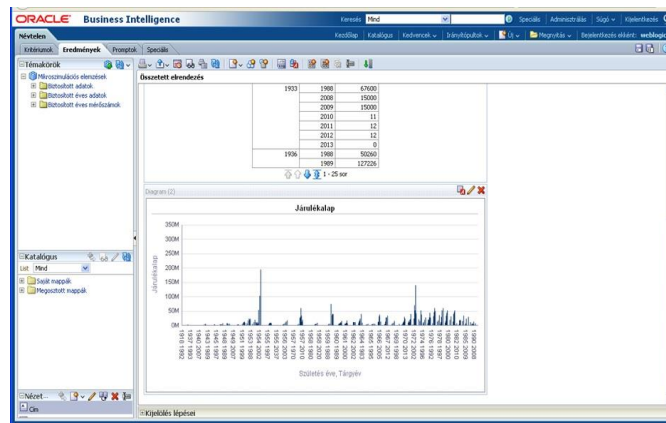 ORACLE Business Intelligence
Keresés Mind Speciális Adminisztrálás Súgó Kijelentkezés
Névtelen
Kezdőlap Katalógus Kedvencek Irányítópultok Új Megnyitás Bejelentkezés ekként: weblogic
Kritériumok Eredmények Promptok Speciális
Témakörök
Mikroszimulációs elemzések
Biztosított adatok
Biztosított éves adatok
Biztosított éves mérőszámok
Összetett elrendezés
1933 1988 67600
2008 15000
2009 15000
2010 11
2011 12
2012 12
2013 0
1936 1988 50260
1989 127226
1 - 25 sor
Diagram (2)
Járulékalap
Járulékalap
350M
300M
250M
200M
150M
100M
50M
0M
Születés éve, Tárgyév
Katalógus
List Mind
Saját mappák
Megosztott mappák
Nézet...
Cím
Kijelölés lépései